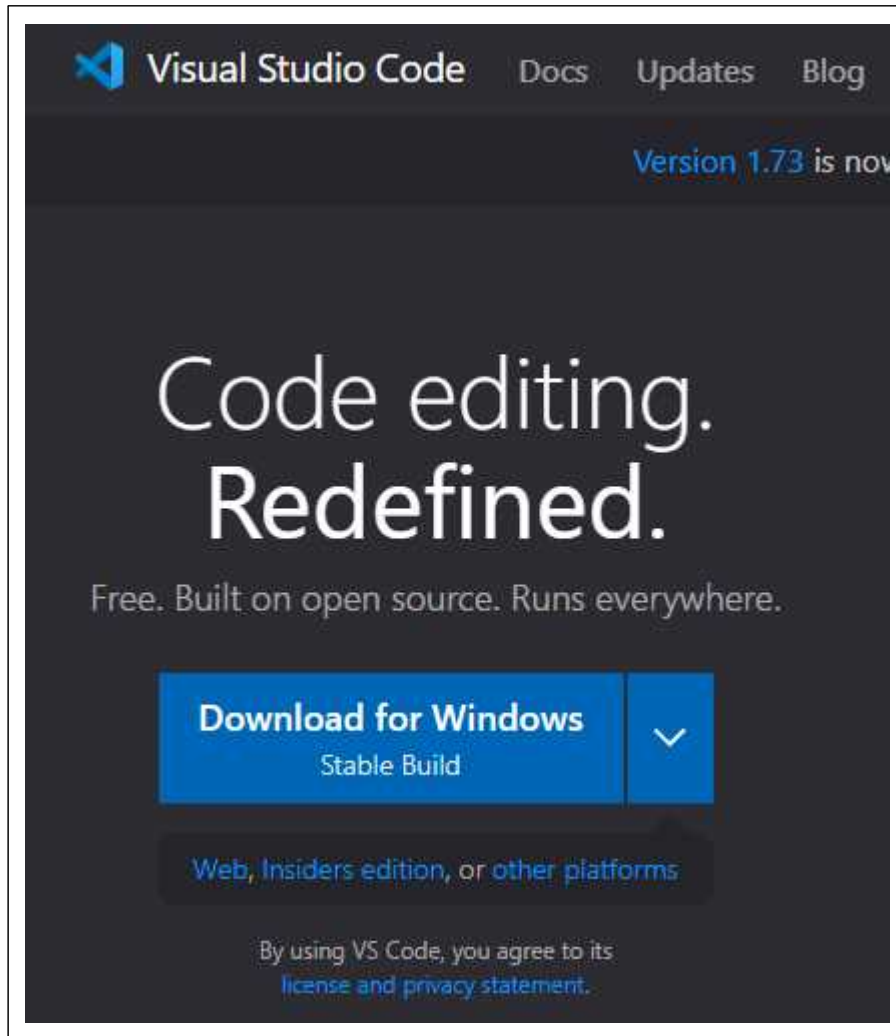 Visual Studio Code Docs Updates Blog
Version 1.73 is now
Code editing.
Redefined.
Free. Built on open source. Runs everywhere.
Download for Windows
Stable Build
Web, Insiders edition, or other platforms
By using VS Code, you agree to its
license and privacy statement.